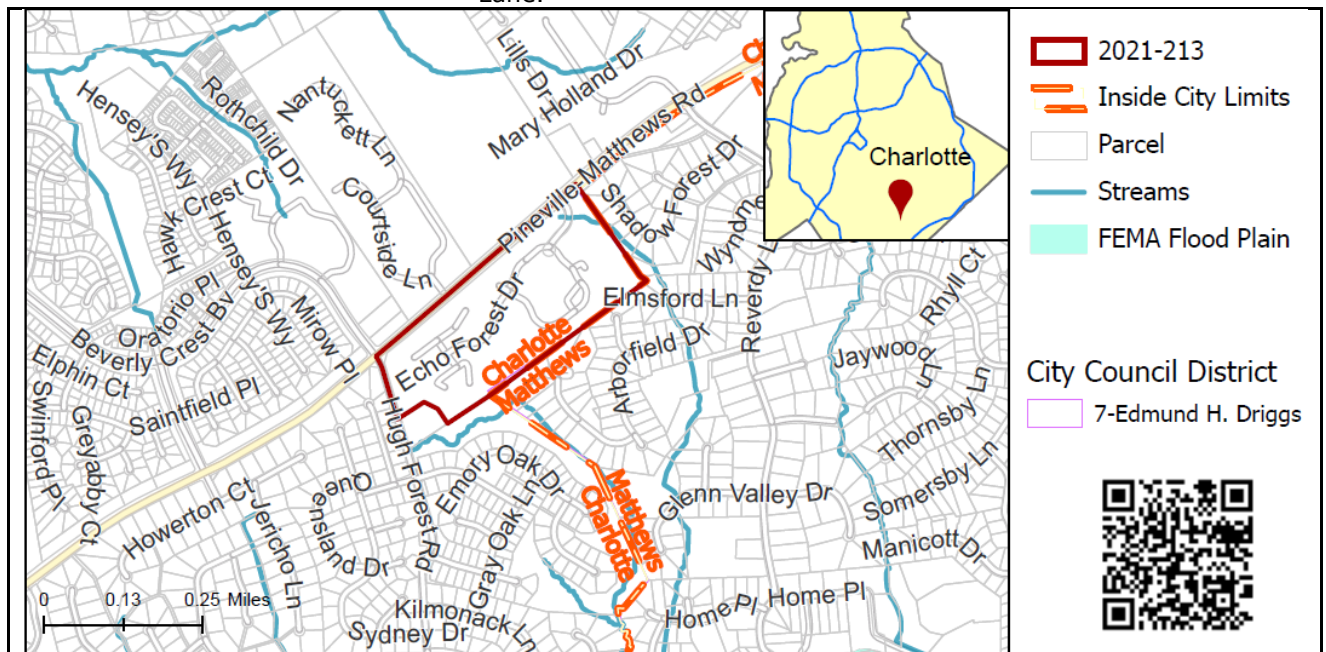 Lane.
Lills Dr
Mary Holland Dr
Nantuckett Ln
Rothchild Dr
Hensey'S Wy
Hawk Crest Ct
Courtside Ln
Pineville-Matthews Rd
Shadow Forest Dr
Hensey'S Wy
Oratorio Pl
Beverly Crest Bv
Mirow Pl
Echo Forest Dr
Elmsford Ln
Reverdy L
Wyndme
Charlotte
Matthews
Arborfield Dr
Rhyll Ct
Jaywood Ln
Elphin Ct
Saintfield Pl
Swinford Pl
Greyabby Ct
Hugh Forest Rd
Emory Oak Dr
Gray Oak Ln
Thornsby Ln
Somersby Ln
Glenn Valley Dr
Howerton Ct
Jericho Ln
Queensland Dr
Matthews
Charlotte
Manicott Dr
Home Pl
Home Pl
Kilmonack Ln
Sydney Dr
0 0.13 0.25 Miles
Charlotte
2021-213
Inside City Limits
Parcel
Streams
FEMA Flood Plain
City Council District
7-Edmund H. Driggs